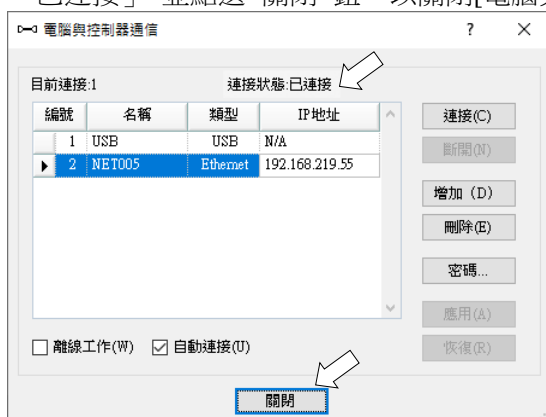 已連接」 並點選 關閉 鈕 以關閉[電腦
電腦與控制器通信 ? ×
目前連接:1 連接狀態:已連接
編號 名稱 類型 IP地址
1 USB USB N/A
2 NET005 Ethernet 192.168.219.55
連接(C)
斷開(N)
增加 (D)
刪除(E)
密碼...
應用(A)
恢復(R)
離線工作(W) 自動連接(U)
關閉